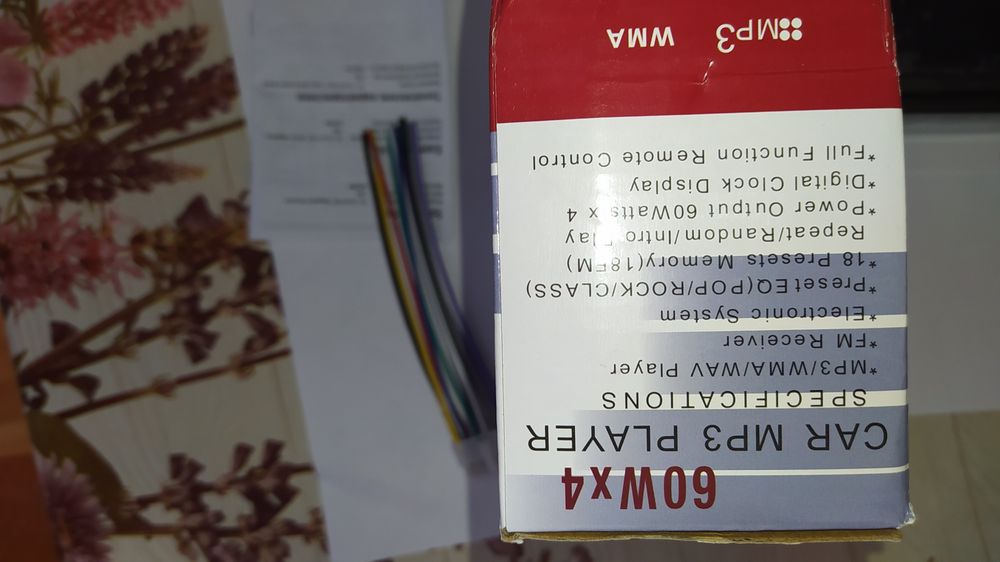 60Wx4
CAR MP3 PLAYER
SPECIFICATIONS
*MP3/WMA/WAV Player
*FM Receiver
*Electronic System
*Preset EQ(POP/ROCK/CLASS)
*18 Presets Memory(18FM)
Repeat/Random/Intro Play
*Power Output 60Watts x 4
*Digital Clock Display
*Full Function Remote Control
MP3 WMA